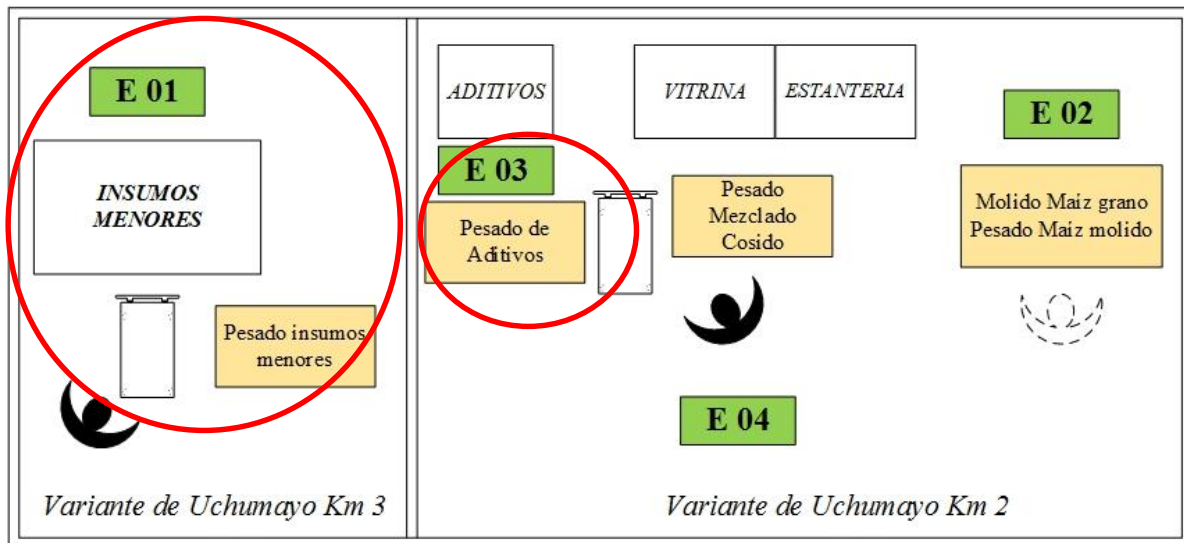 E 01
INSUMOS
MENORES
Pesado insumos
menores
Variante de Uchumayo Km 3
ADITIVOS
VITRINA
ESTANTERIA
E 02
E 03
Pesado de
Aditivos
Pesado
Mezclado
Cosido
Molido Maíz grano
Pesado Maíz molido
E 04
Variante de Uchumayo Km 2